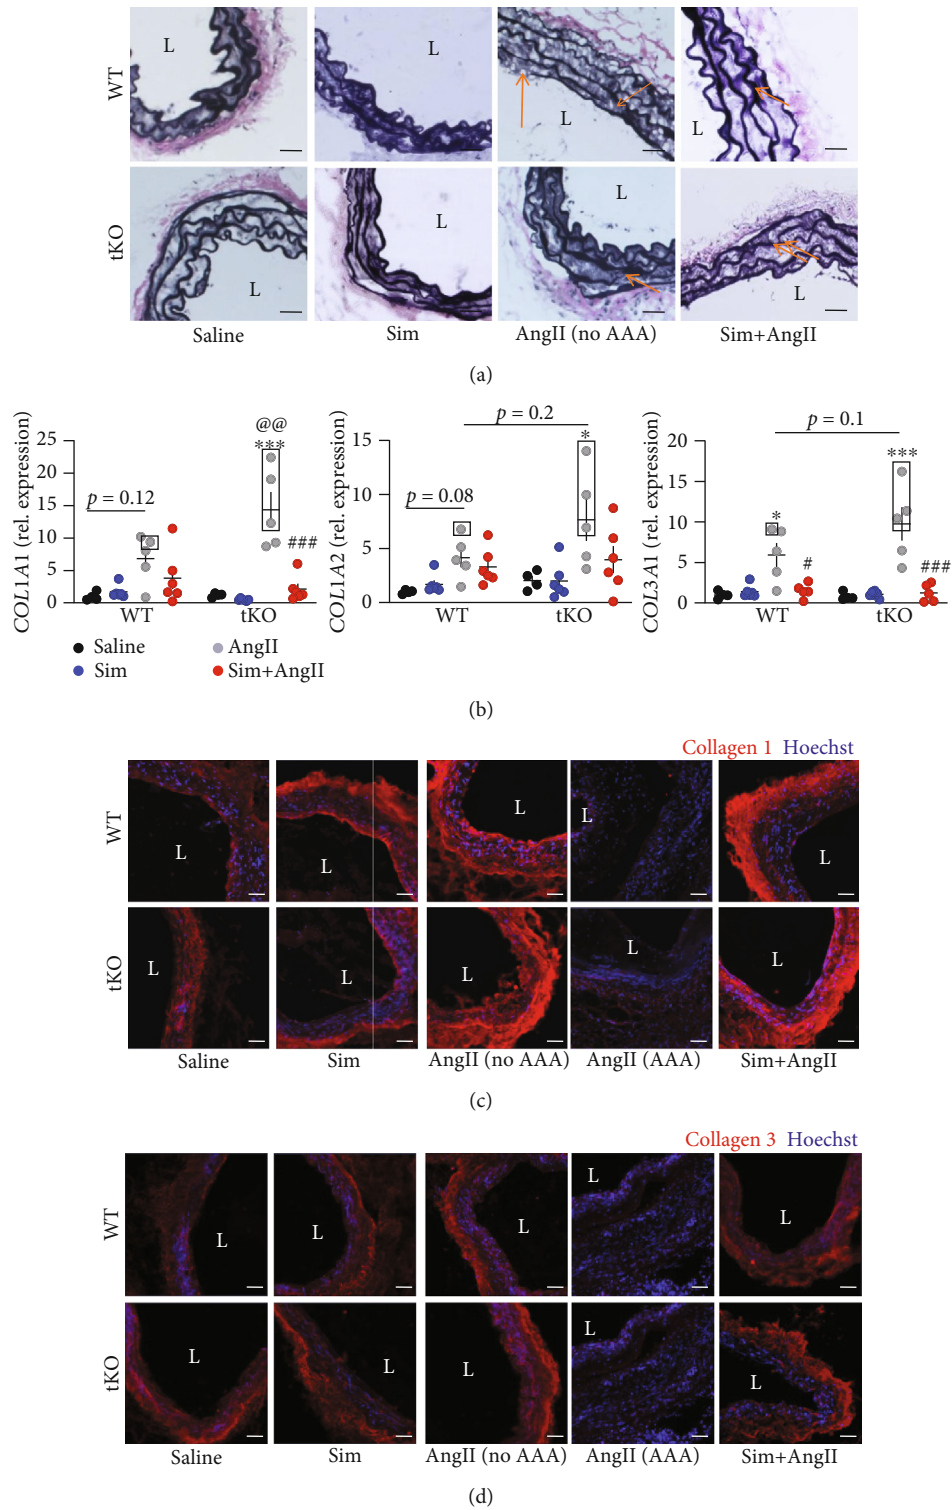 L
L
L
L
WT
L
L
L
L
tKO
Saline
Sim
AngII (no AAA)
Sim+AngII
(a)
@@
***
p = 0.12
###
COL1A1 (rel. expression)
25
20
15
10
5
0
WT
tKO
p = 0.2
*
p = 0.08
COL1A2 (rel. expression)
15
10
5
0
WT
tKO
p = 0.1
***
*
#
###
COL3A1 (rel. expression)
20
15
10
5
0
WT
tKO
Saline
AngII
Sim
Sim+AngII
(b)
Collagen 1 Hoechst
WT
L
L
L
L
L
tKO
L
L
L
L
L
Saline
Sim
AngII (no AAA)
AngII (AAA)
Sim+AngII
(c)
Collagen 3 Hoechst
WT
L
L
L
L
L
tKO
L
L
L
L
L
Saline
Sim
AngII (no AAA)
AngII (AAA)
Sim+AngII
(d)